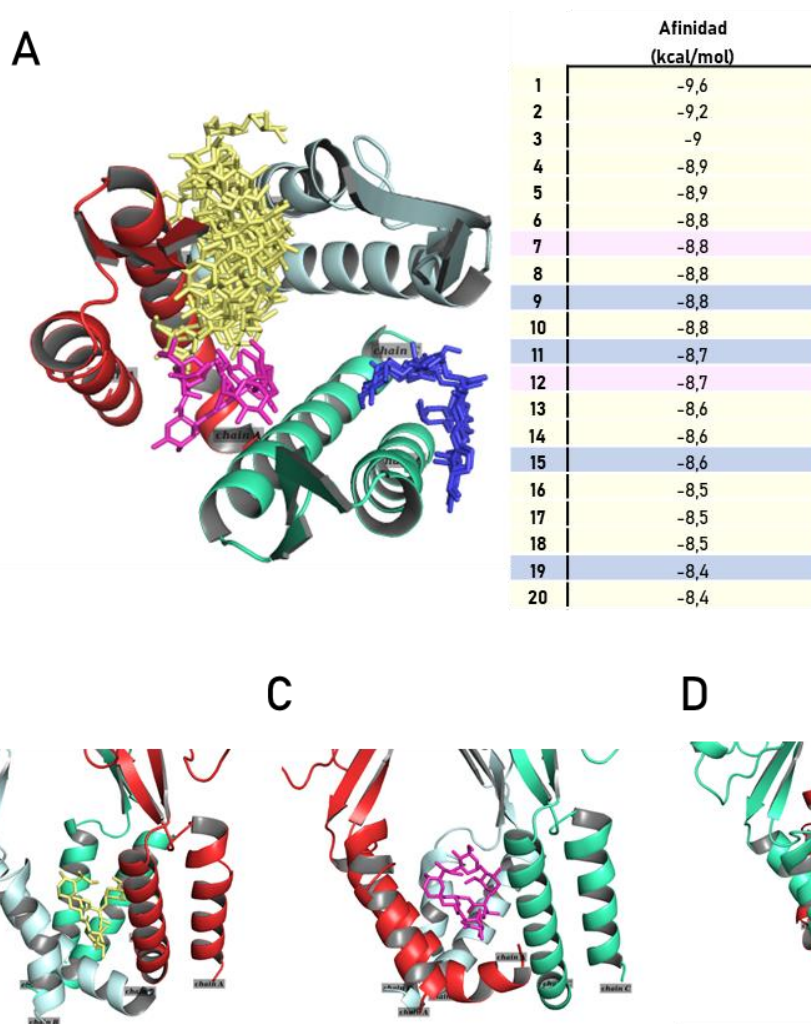 A
Afinidad
(kcal/mol)
1 -9,6
2 -9,2
3 -9
4 -8,9
5 -8,9
6 -8,8
7 -8,8
8 -8,8
9 -8,8
10 -8,8
11 -8,7
12 -8,7
13 -8,6
14 -8,6
15 -8,6
16 -8,5
17 -8,5
18 -8,5
19 -8,4
20 -8,4
chain
chain A
C
D
chain A
chain B
chain A
chain C
chain A